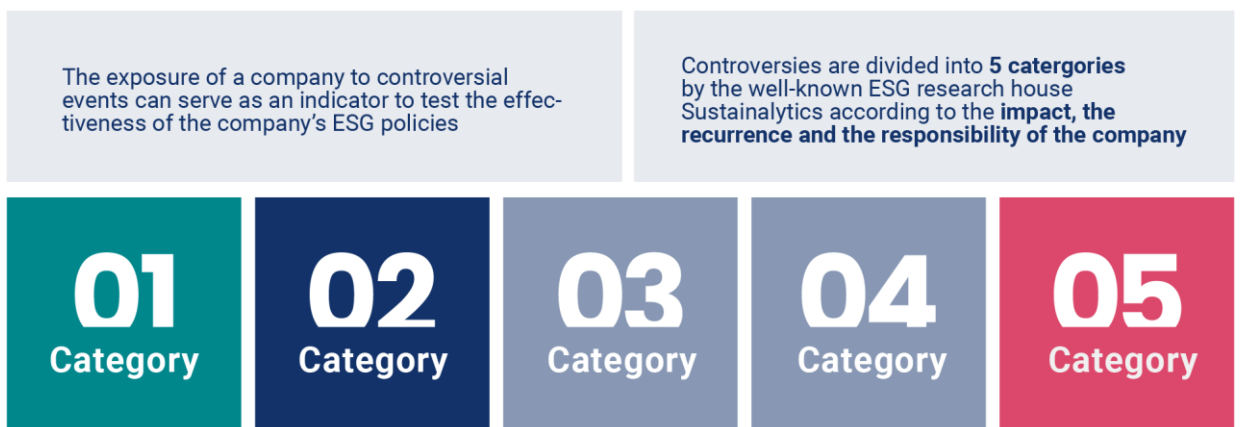 The exposure of a company to controversial
events can serve as an indicator to test the effec-
tiveness of the company's ESG policies
Controversies are divided into 5 catergories
by the well-known ESG research house
Sustainalytics according to the impact, the
recurrence and the responsibility of the company
01
Category
02
Category
03
Category
04
Category
05
Category